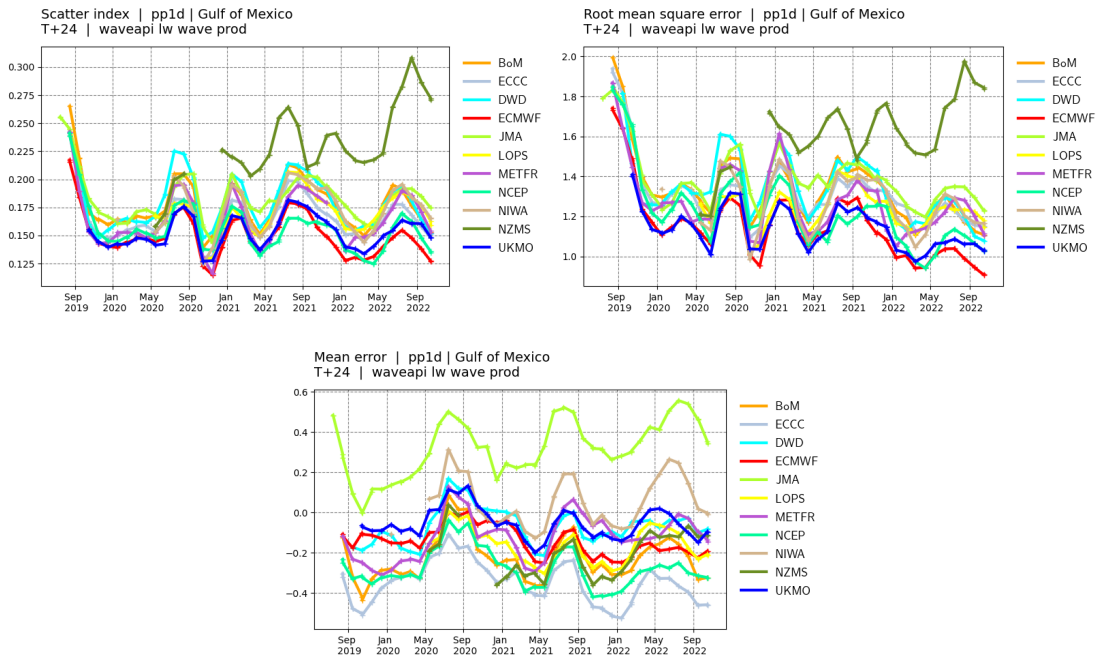 Scatter index | pp1d | Gulf of Mexico
T+24 | waveapi lw wave prod
0.300
0.275
0.250
0.225
0.200
0.175
0.150
0.125
Sep Jan May Sep Jan May Sep Jan May Sep
2019 2020 2020 2020 2021 2021 2021 2022 2022 2022
BoM
ECCC
DWD
ECMWF
JMA
LOPS
METFR
NCEP
NIWA
NZMS
UKMO
Root mean square error | pp1d | Gulf of Mexico
T+24 | waveapi lw wave prod
2.0
1.8
1.6
1.4
1.2
1.0
Sep Jan May Sep Jan May Sep Jan May Sep
2019 2020 2020 2020 2021 2021 2021 2022 2022 2022
BoM
ECCC
DWD
ECMWF
JMA
LOPS
METFR
NCEP
NIWA
NZMS
UKMO
Mean error | pp1d | Gulf of Mexico
T+24 | waveapi lw wave prod
0.6
0.4
0.2
0.0
−0.2
−0.4
Sep Jan May Sep Jan May Sep Jan May Sep
2019 2020 2020 2020 2021 2021 2021 2022 2022 2022
BoM
ECCC
DWD
ECMWF
JMA
LOPS
METFR
NCEP
NIWA
NZMS
UKMO